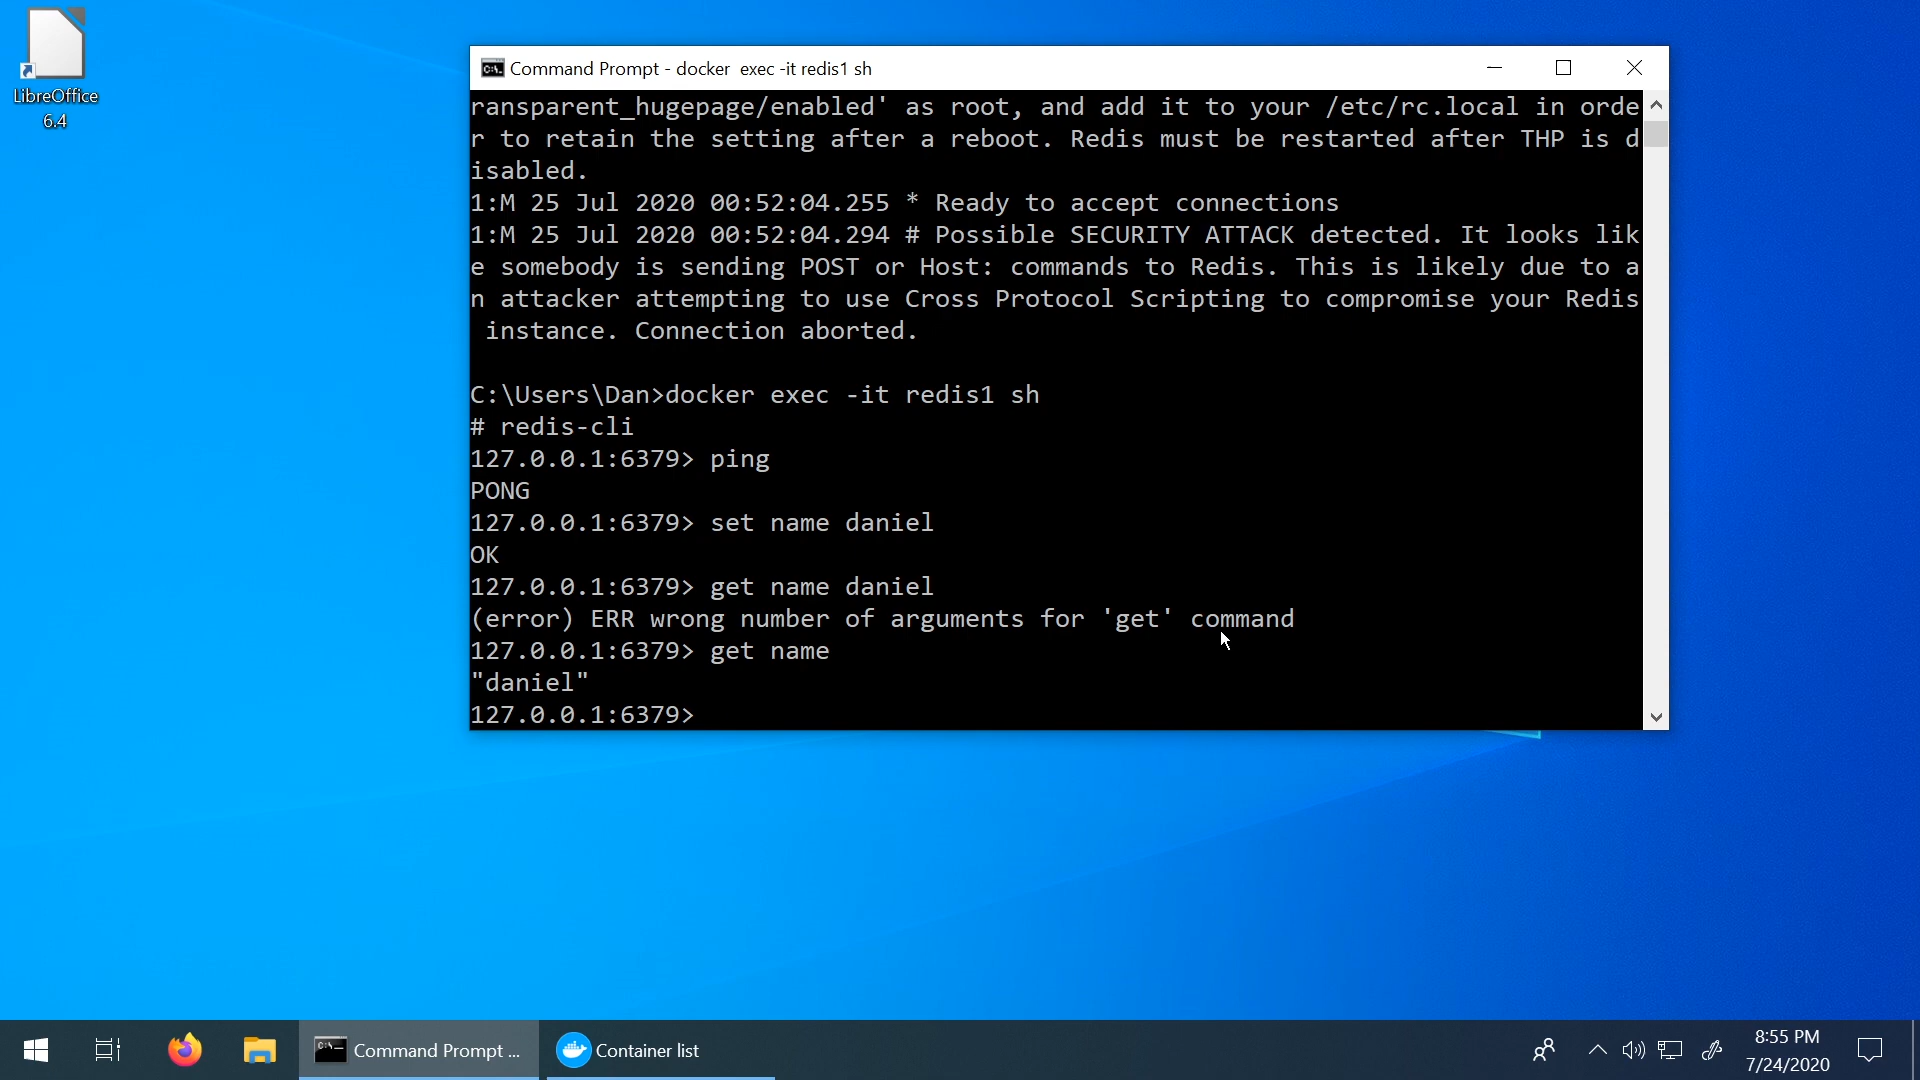 LibreOffice
6.4
Command Prompt - docker  exec -it redis1 sh
ransparent_hugepage/enabled' as root, and add it to your /etc/rc.local in orde
r to retain the setting after a reboot. Redis must be restarted after THP is d
isabled.
1:M 25 Jul 2020 00:52:04.255 * Ready to accept connections
1:M 25 Jul 2020 00:52:04.294 # Possible SECURITY ATTACK detected. It looks lik
e somebody is sending POST or Host: commands to Redis. This is likely due to a
n attacker attempting to use Cross Protocol Scripting to compromise your Redis
 instance. Connection aborted.
C:\Users\Dan>docker exec -it redis1 sh
# redis-cli
127.0.0.1:6379> ping
PONG
127.0.0.1:6379> set name daniel
OK
127.0.0.1:6379> get name daniel
(error) ERR wrong number of arguments for 'get' command
127.0.0.1:6379> get name
"daniel"
127.0.0.1:6379>
Command Prompt ...
Container list
8:55 PM
7/24/2020